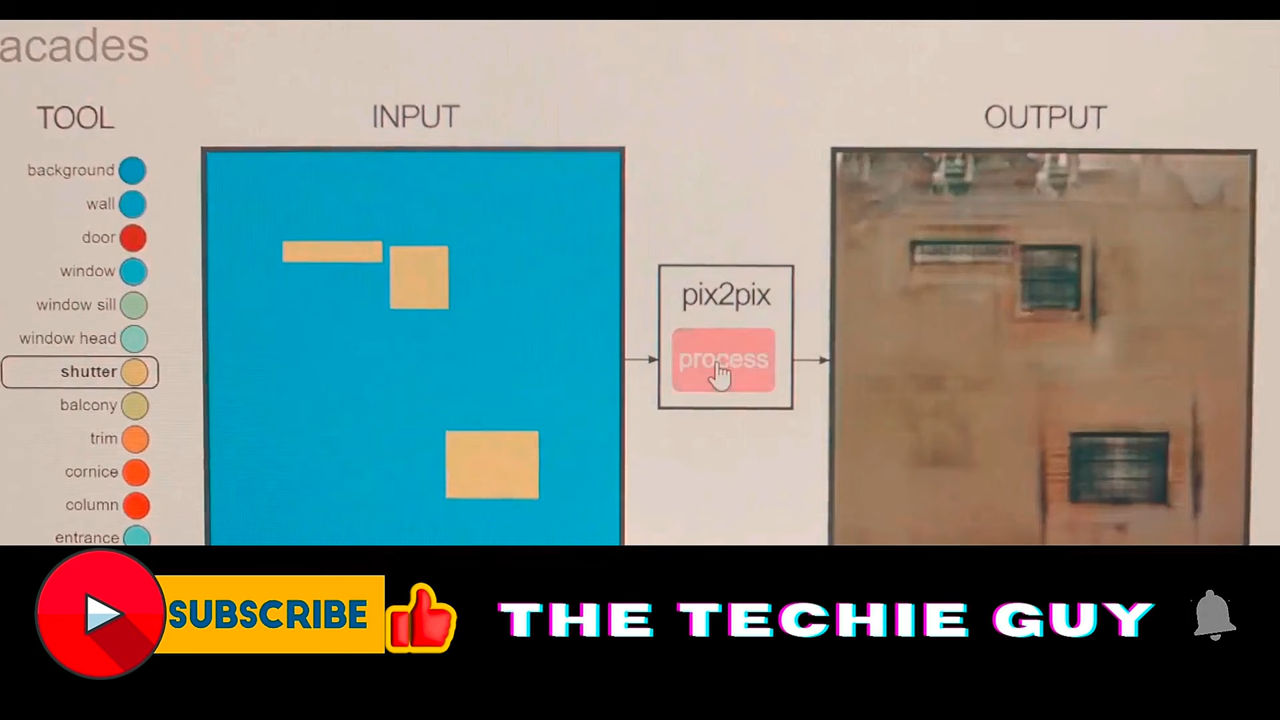 acades
TOOL
INPUT
OUTPUT
background
wall
door
window
window sill
window head
shutter
balcony
trim
cornice
column
entrance
pix2pix
process
SUBSCRIBE
THE TECHIE GUY